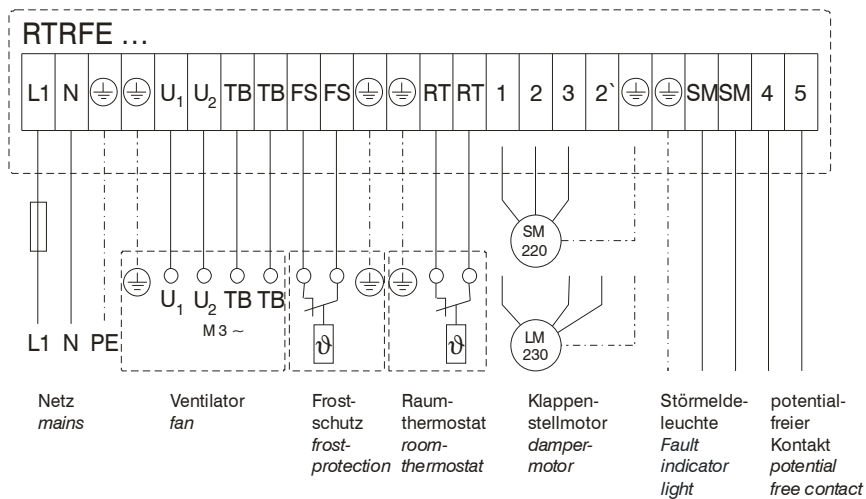 RTRFE ...
L1 N U1 U2 TB TB FS FS RT RT 1 2 3 2` SM SM 4 5
SM
220
U1 U2 TB TB
M 3 ~
ϑ ϑ
LM
230
L1 N PE
Netz
mains
Ventilator
fan
Frost-
schutz
frost-
protection
Raum-
thermostat
room-
thermostat
Klappen-
stellmotor
damper-
motor
Störmelde-
leuchte
Fault
indicator
light
potential-
freier
Kontakt
potential
free contact